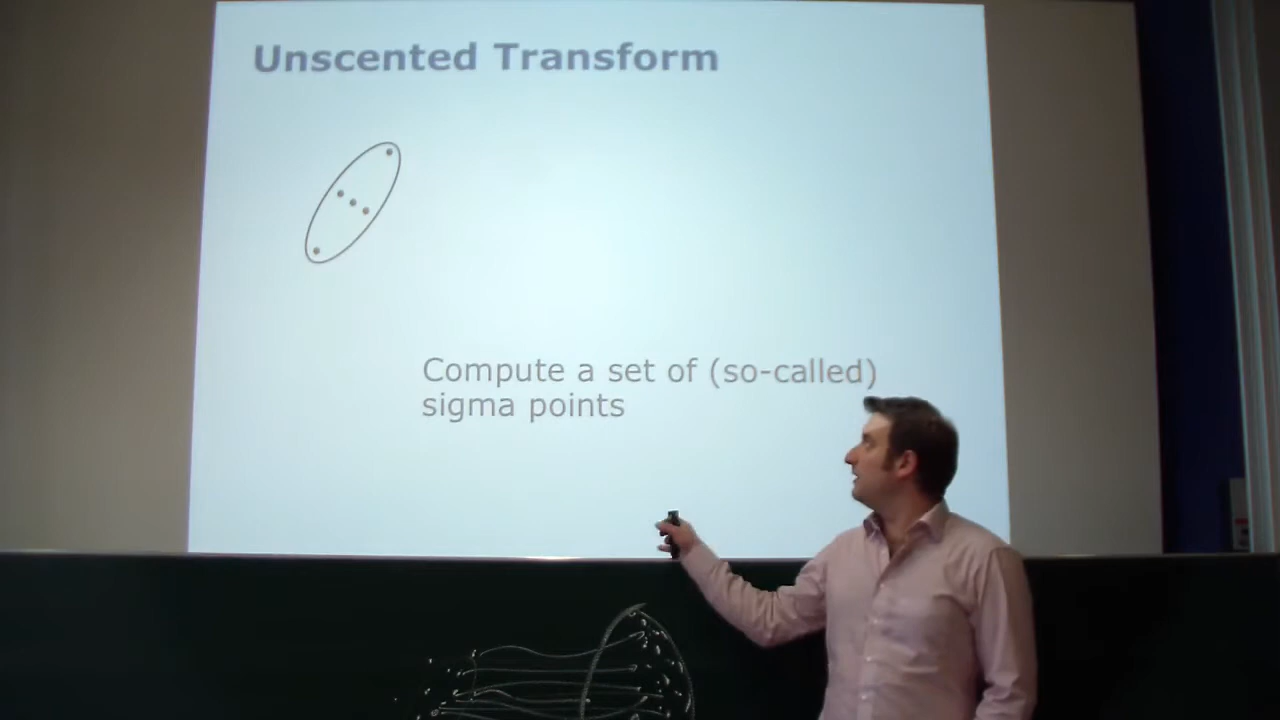 Unscented Transform
Compute a set of (so-called)
sigma points